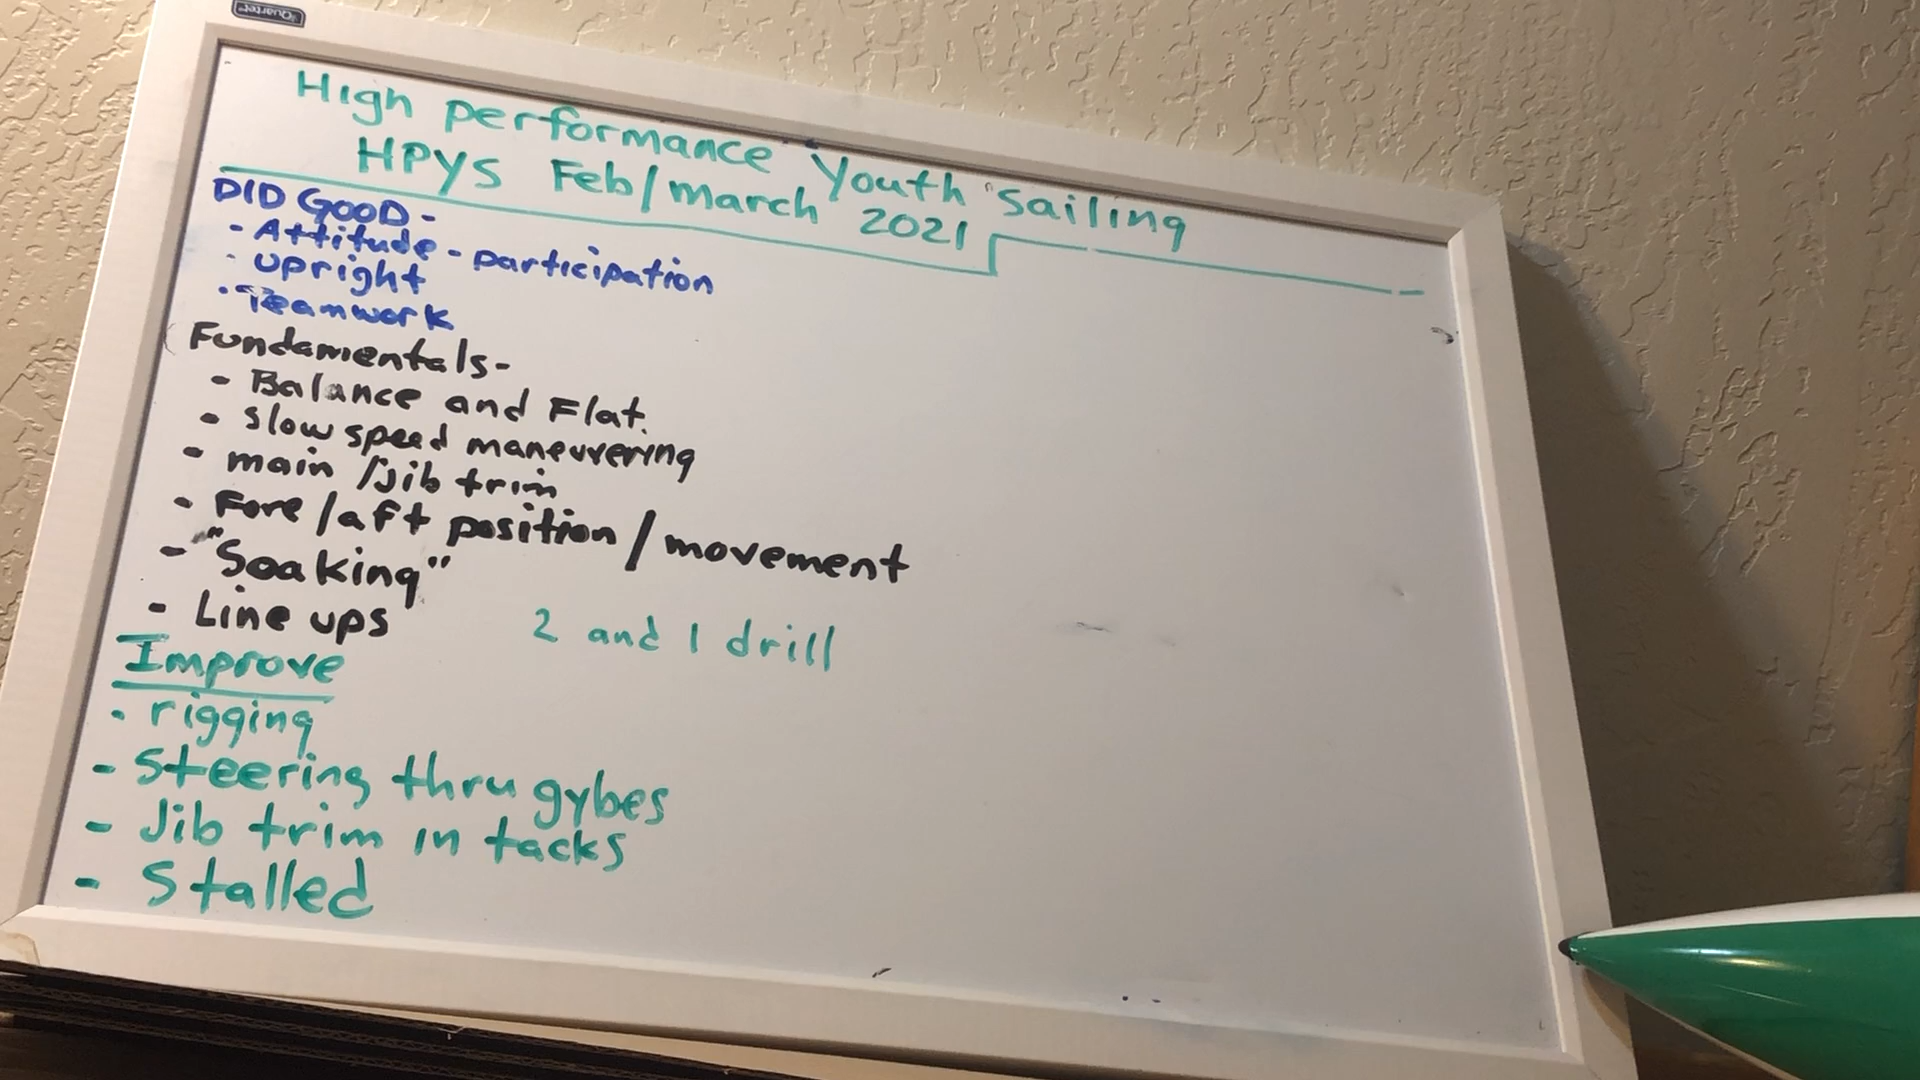 Quartet
High performance Youth Sailing
HPYS Feb/march 2021
DID GOOD -
- Attitude - participation
- upright
- Teamwork
Fundamentals -
- Balance and Flat.
- Slow speed maneuvering
- main / jib trim
- Fore / aft position / movement
- "Soaking"
- Line ups 2 and 1 drill
Improve
- rigging
- Steering thru gybes
- Jib trim in tacks
- Stalled